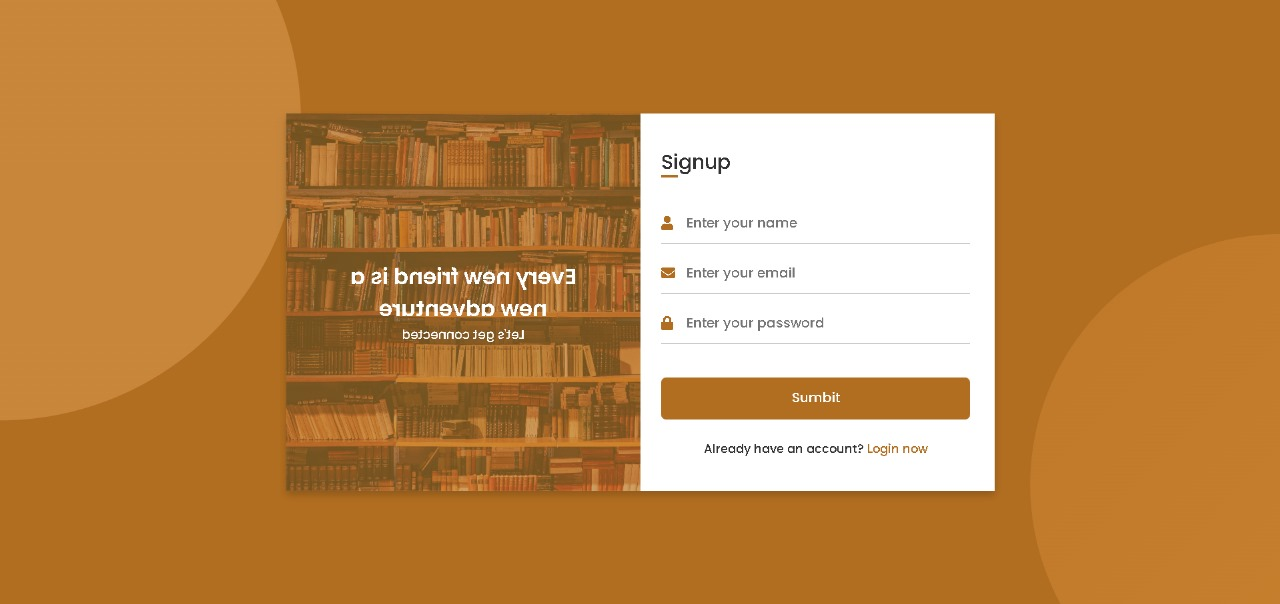 Every new friend is a
new adventure
Let's get connected
Signup
Enter your name
Enter your email
Enter your password
Sumbit
Already have an account? Login now